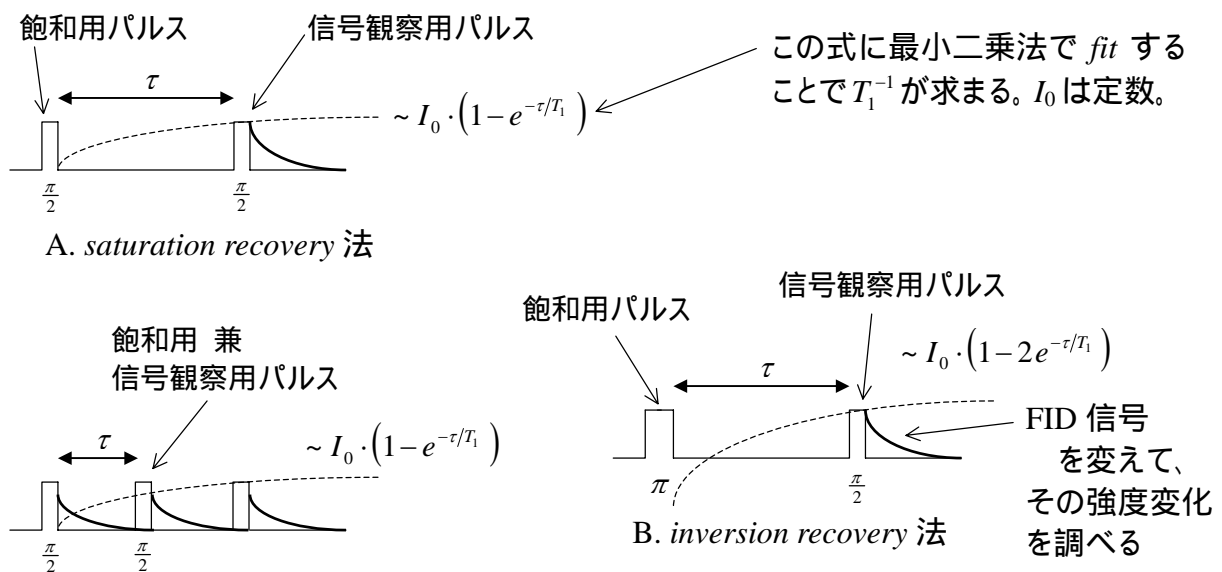 飽和用パルス
信号観察用パルス
τ
~ I₀・(1−e^{−τ/T₁})
この式に最小二乗法で fit する
ことで T₁⁻¹ が求まる。I₀ は定数。
π/2
π/2
A. saturation recovery 法
飽和用 兼
信号観察用パルス
τ
~ I₀・(1−e^{−τ/T₁})
π/2
π/2
飽和用パルス
信号観察用パルス
τ
~ I₀・(1−2e^{−τ/T₁})
FID 信号
を変えて、
その強度変化
を調べる
π
π/2
B. inversion recovery 法